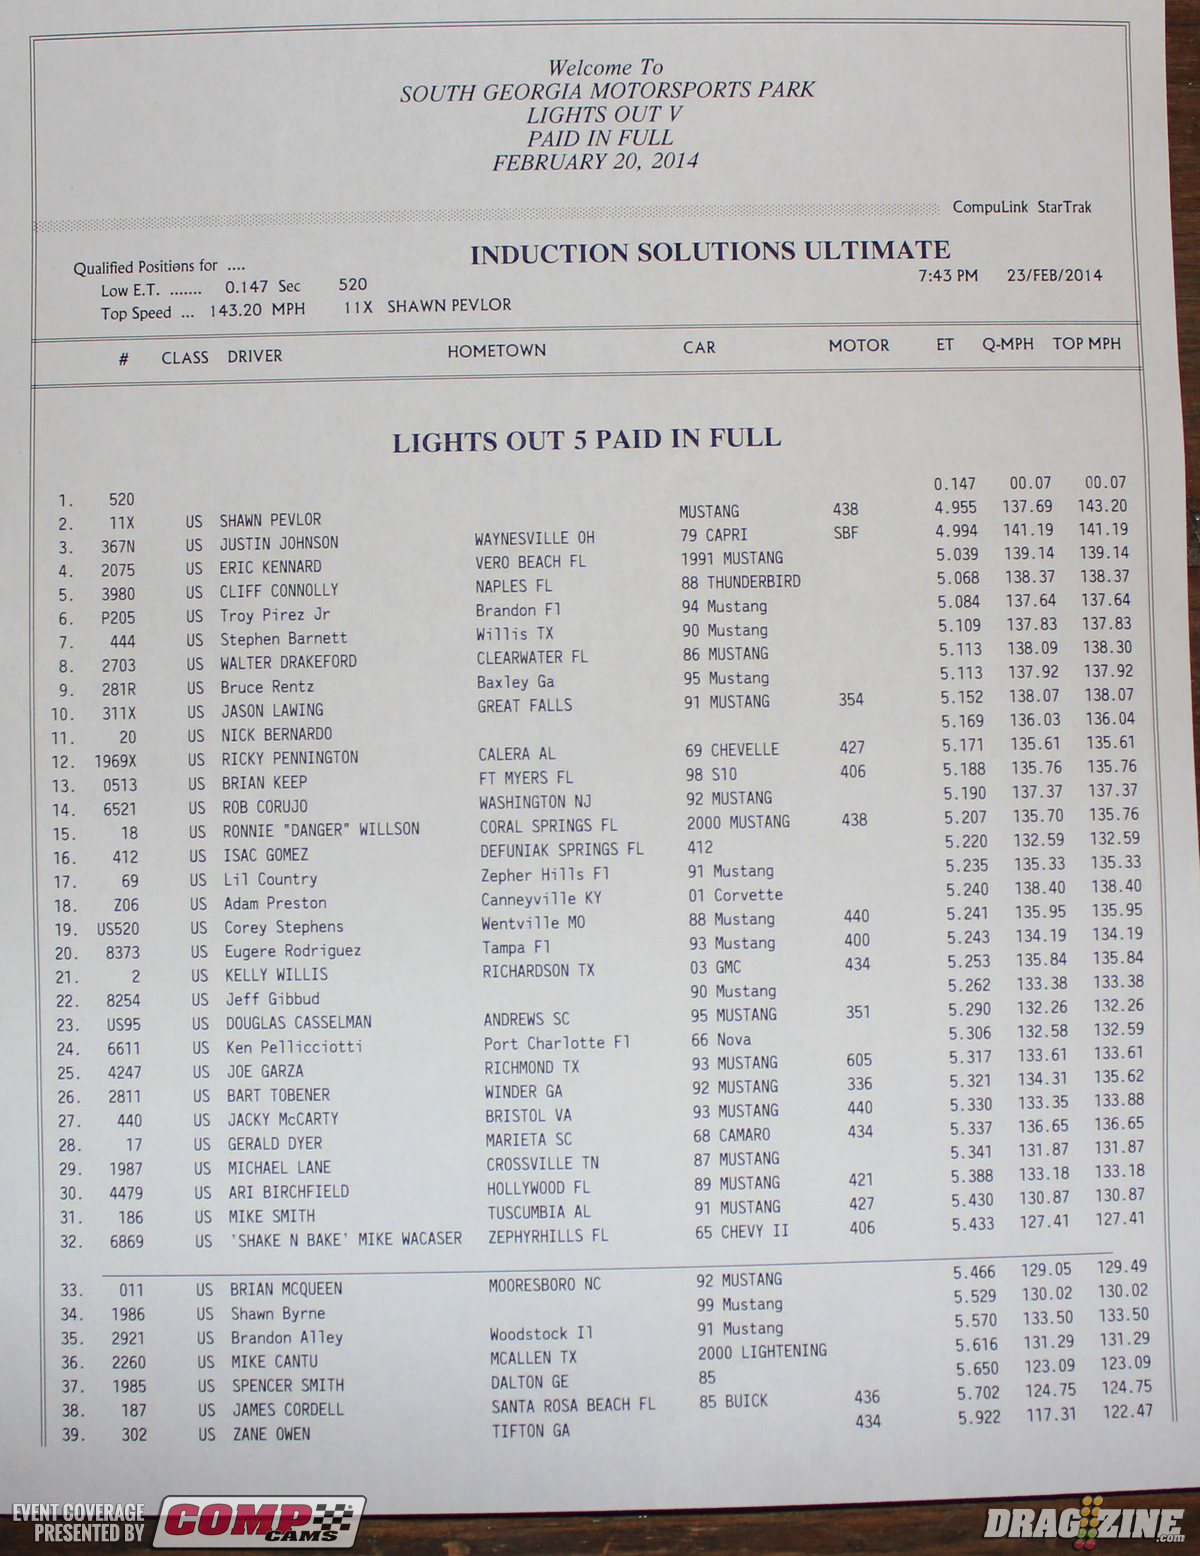 Welcome To
SOUTH GEORGIA MOTORSPORTS PARK
LIGHTS OUT V
PAID IN FULL
FEBRUARY 20, 2014
CompuLink StarTrak
INDUCTION SOLUTIONS ULTIMATE
Qualified Positions for ....
7:43 PM 23/FEB/2014
Low E.T. ....... 0.147 Sec 520
Top Speed ... 143.20 MPH 11X SHAWN PEVLOR
# CLASS DRIVER HOMETOWN CAR MOTOR ET Q-MPH TOP MPH
LIGHTS OUT 5 PAID IN FULL
1. 520 0.147 00.07 00.07
2. 11X US SHAWN PEVLOR MUSTANG 438 4.955 137.69 143.20
3. 367N US JUSTIN JOHNSON WAYNESVILLE OH 79 CAPRI SBF 4.994 141.19 141.19
4. 2075 US ERIC KENNARD VERO BEACH FL 1991 MUSTANG 5.039 139.14 139.14
5. 3980 US CLIFF CONNOLLY NAPLES FL 88 THUNDERBIRD 5.068 138.37 138.37
6. P205 US Troy Pirez Jr Brandon Fl 94 Mustang 5.084 137.64 137.64
7. 444 US Stephen Barnett Willis TX 90 Mustang 5.109 137.83 137.83
8. 2703 US WALTER DRAKEFORD CLEARWATER FL 86 MUSTANG 5.113 138.09 138.30
9. 281R US Bruce Rentz Baxley Ga 95 Mustang 5.113 137.92 137.92
10. 311X US JASON LAWING GREAT FALLS 91 MUSTANG 354 5.152 138.07 138.07
11. 20 US NICK BERNARDO 5.169 136.03 136.04
12. 1969X US RICKY PENNINGTON CALERA AL 69 CHEVELLE 427 5.171 135.61 135.61
13. 0513 US BRIAN KEEP FT MYERS FL 98 S10 406 5.188 135.76 135.76
14. 6521 US ROB CORUJO WASHINGTON NJ 92 MUSTANG 5.190 137.37 137.37
15. 18 US RONNIE "DANGER" WILLSON CORAL SPRINGS FL 2000 MUSTANG 438 5.207 135.70 135.76
16. 412 US ISAC GOMEZ DEFUNIAK SPRINGS FL 412 5.220 132.59 132.59
17. 69 US Lil Country Zepher Hills Fl 91 Mustang 5.235 135.33 135.33
18. Z06 US Adam Preston Canneyville KY 01 Corvette 5.240 138.40 138.40
19. US520 US Corey Stephens Wentville MO 88 Mustang 440 5.241 135.95 135.95
20. 8373 US Eugere Rodriguez Tampa Fl 93 Mustang 400 5.243 134.19 134.19
21. 2 US KELLY WILLIS RICHARDSON TX 03 GMC 434 5.253 135.84 135.84
22. 8254 US Jeff Gibbud 90 Mustang 5.262 133.38 133.38
23. US95 US DOUGLAS CASSELMAN ANDREWS SC 95 MUSTANG 351 5.290 132.26 132.26
24. 6611 US Ken Pellicciotti Port Charlotte Fl 66 Nova 5.306 132.58 132.59
25. 4247 US JOE GARZA RICHMOND TX 93 MUSTANG 605 5.317 133.61 133.61
26. 2811 US BART TOBENER WINDER GA 92 MUSTANG 336 5.321 134.31 135.62
27. 440 US JACKY McCARTY BRISTOL VA 93 MUSTANG 440 5.330 133.35 133.88
28. 17 US GERALD DYER MARIETA SC 68 CAMARO 434 5.337 136.65 136.65
29. 1987 US MICHAEL LANE CROSSVILLE TN 87 MUSTANG 5.341 131.87 131.87
30. 4479 US ARI BIRCHFIELD HOLLYWOOD FL 89 MUSTANG 421 5.388 133.18 133.18
31. 186 US MIKE SMITH TUSCUMBIA AL 91 MUSTANG 427 5.430 130.87 130.87
32. 6869 US 'SHAKE N BAKE' MIKE WACASER ZEPHYRHILLS FL 65 CHEVY II 406 5.433 127.41 127.41
33. 011 US BRIAN MCQUEEN MOORESBORO NC 92 MUSTANG 5.466 129.05 129.49
34. 1986 US Shawn Byrne 99 Mustang 5.529 130.02 130.02
35. 2921 US Brandon Alley Woodstock Il 91 Mustang 5.570 133.50 133.50
36. 2260 US MIKE CANTU MCALLEN TX 2000 LIGHTENING 5.616 131.29 131.29
37. 1985 US SPENCER SMITH DALTON GE 85 5.650 123.09 123.09
38. 187 US JAMES CORDELL SANTA ROSA BEACH FL 85 BUICK 436 5.702 124.75 124.75
39. 302 US ZANE OWEN TIFTON GA 434 5.922 117.31 122.47
EVENT COVERAGE
PRESENTED BY
COMP
CAMS
DRAGZINE
.com